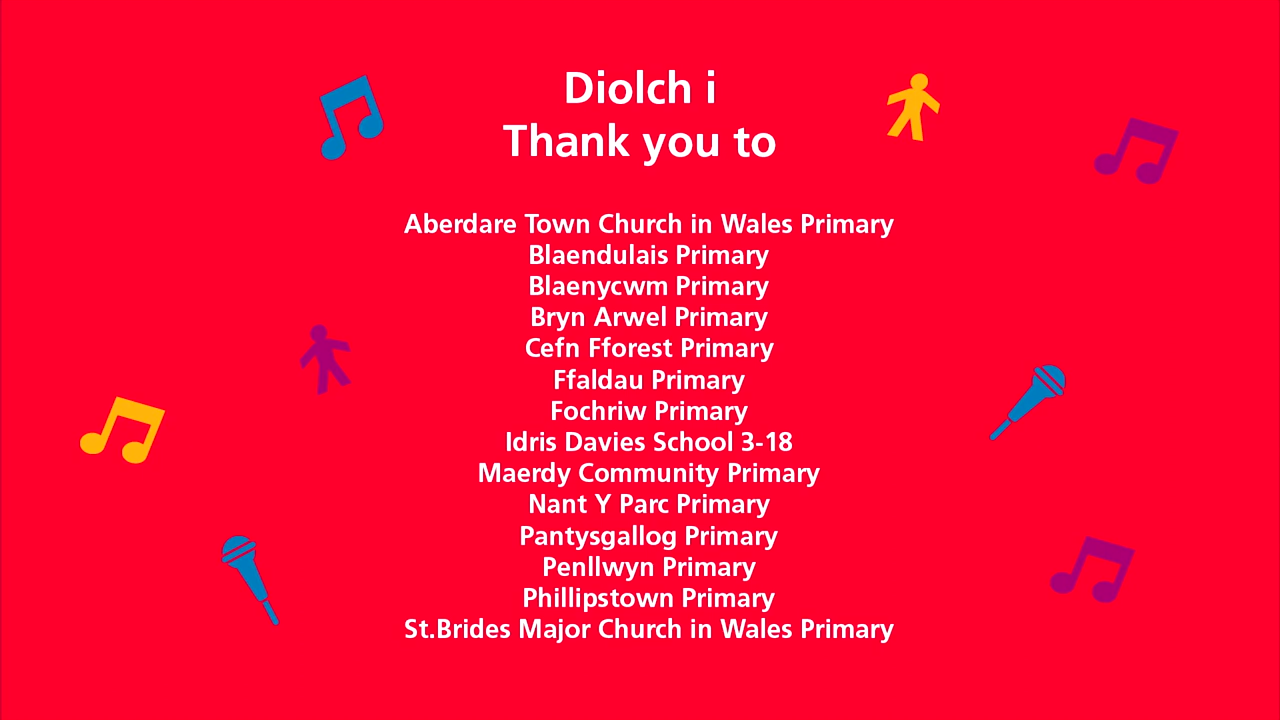 Diolch i
Thank you to
Aberdare Town Church in Wales Primary
Blaendulais Primary
Blaenycwm Primary
Bryn Arwel Primary
Cefn Fforest Primary
Ffaldau Primary
Fochriw Primary
Idris Davies School 3-18
Maerdy Community Primary
Nant Y Parc Primary
Pantysgallog Primary
Penllwyn Primary
Phillipstown Primary
St.Brides Major Church in Wales Primary